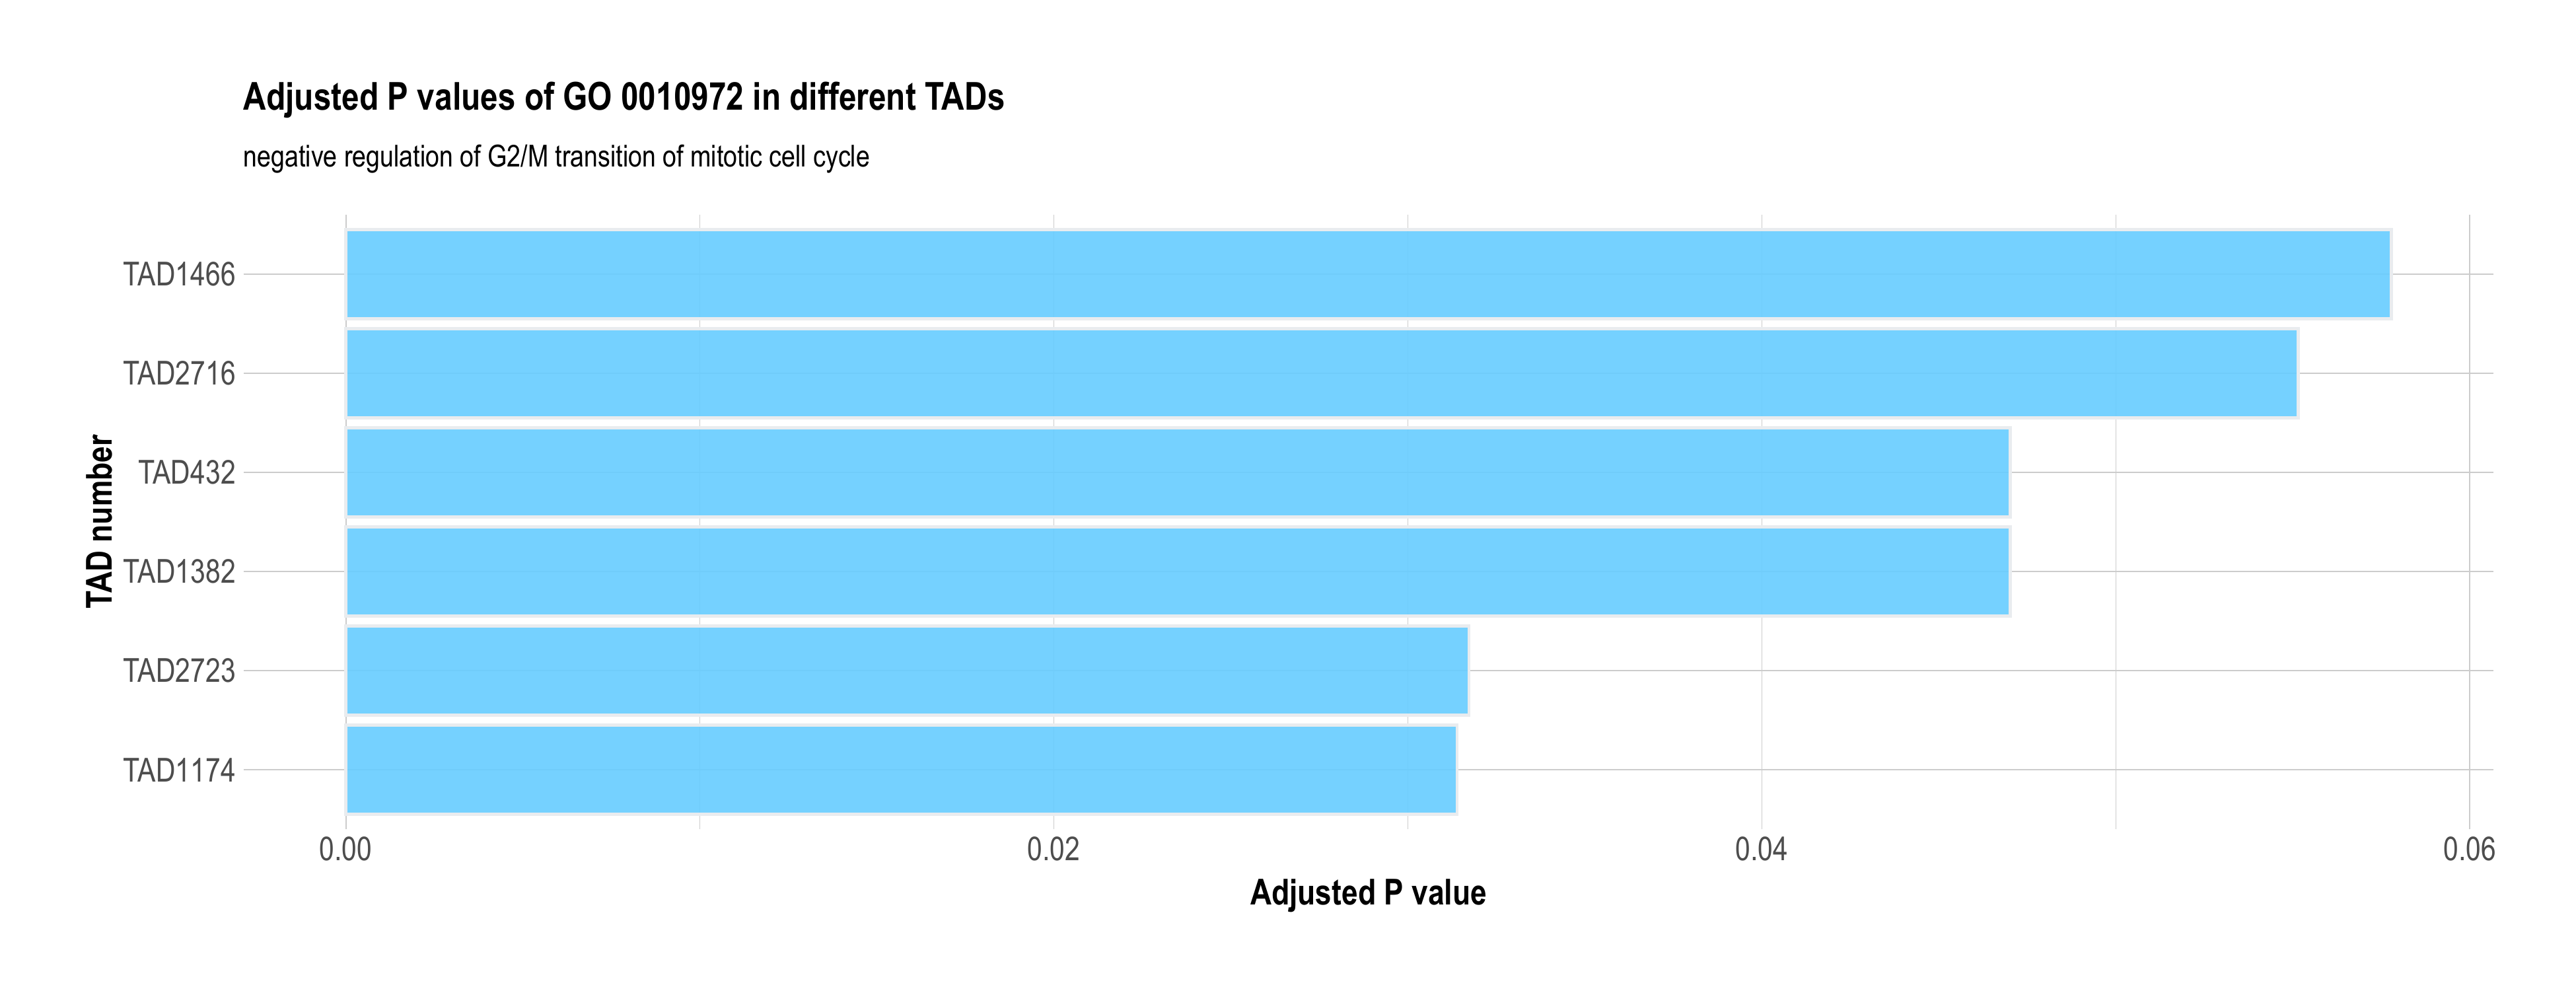 Adjusted P values of GO 0010972 in different TADs
negative regulation of G2/M transition of mitotic cell cycle
TAD number
TAD1466
TAD2716
TAD432
TAD1382
TAD2723
TAD1174
0.00 0.02 0.04 0.06
Adjusted P value